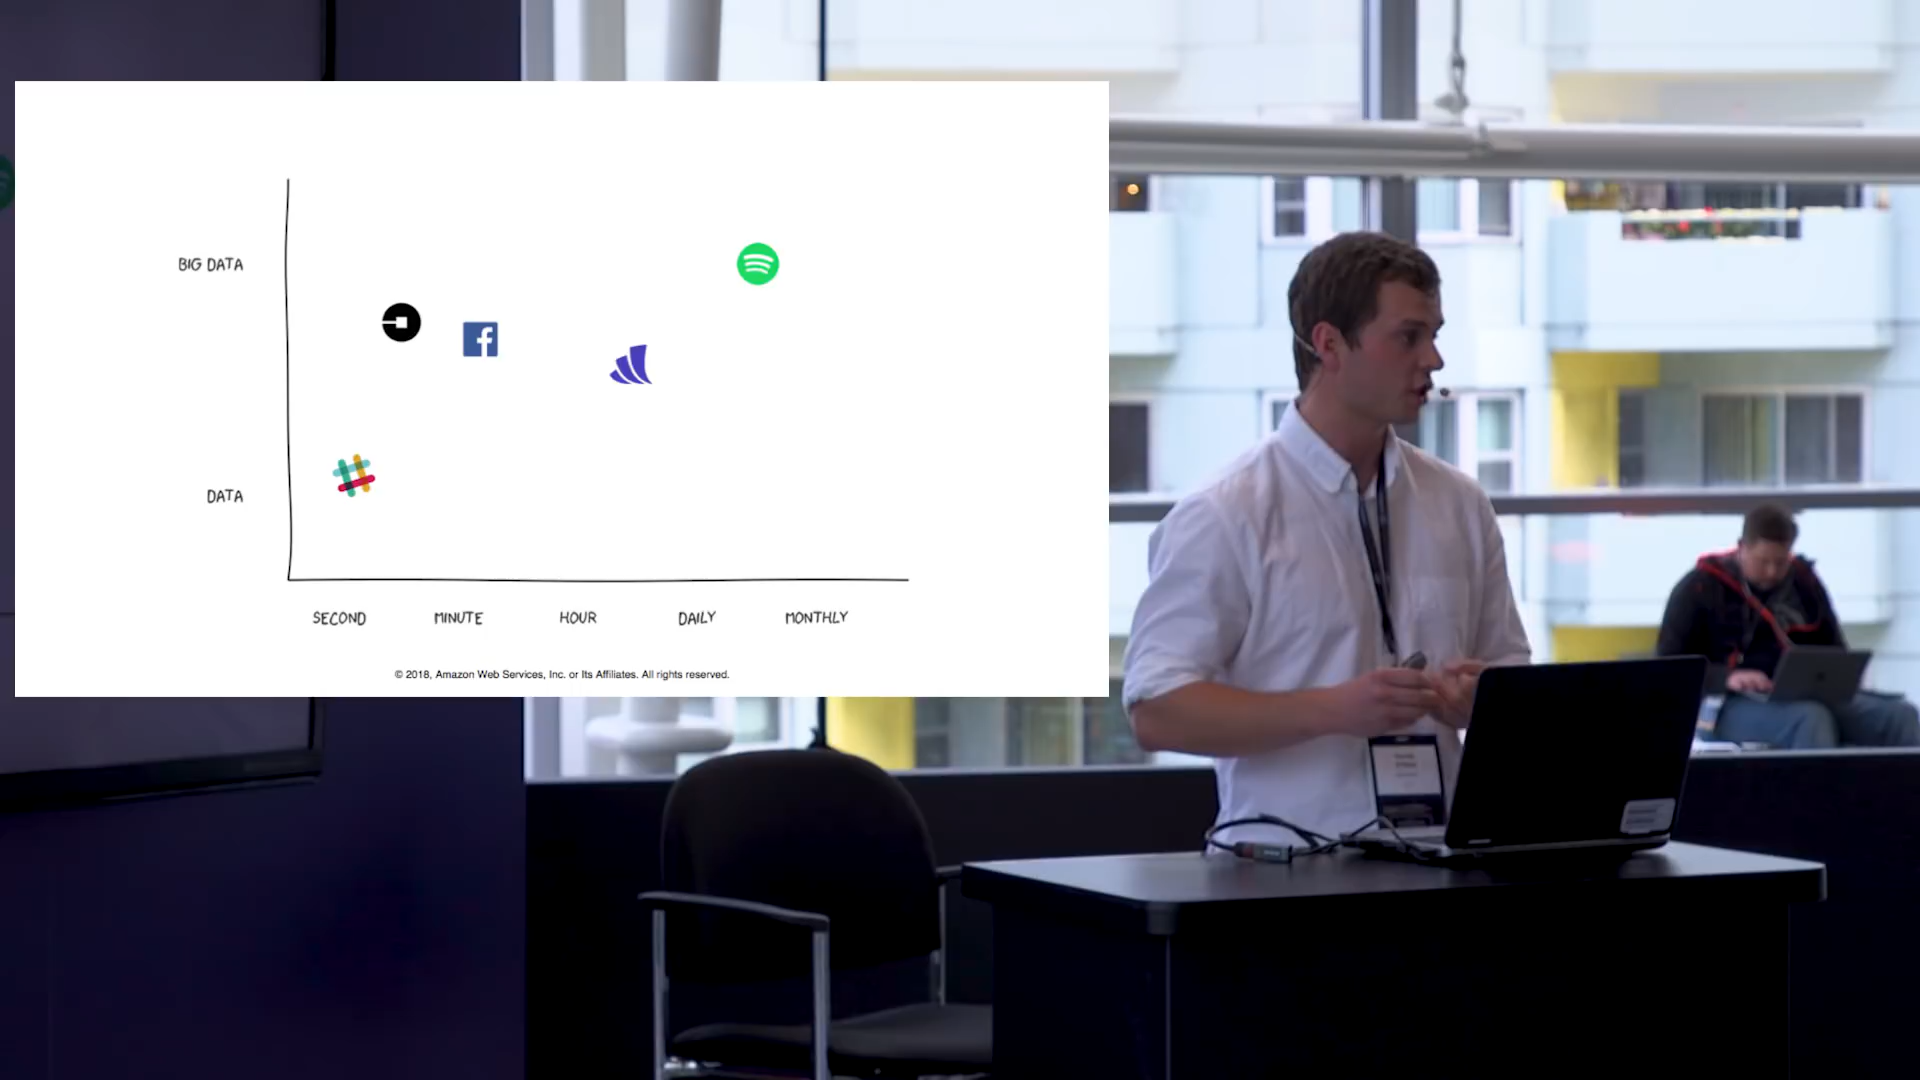 BIG DATA
DATA
SECOND MINUTE HOUR DAILY MONTHLY
© 2018, Amazon Web Services, Inc. or Its Affiliates. All rights reserved.